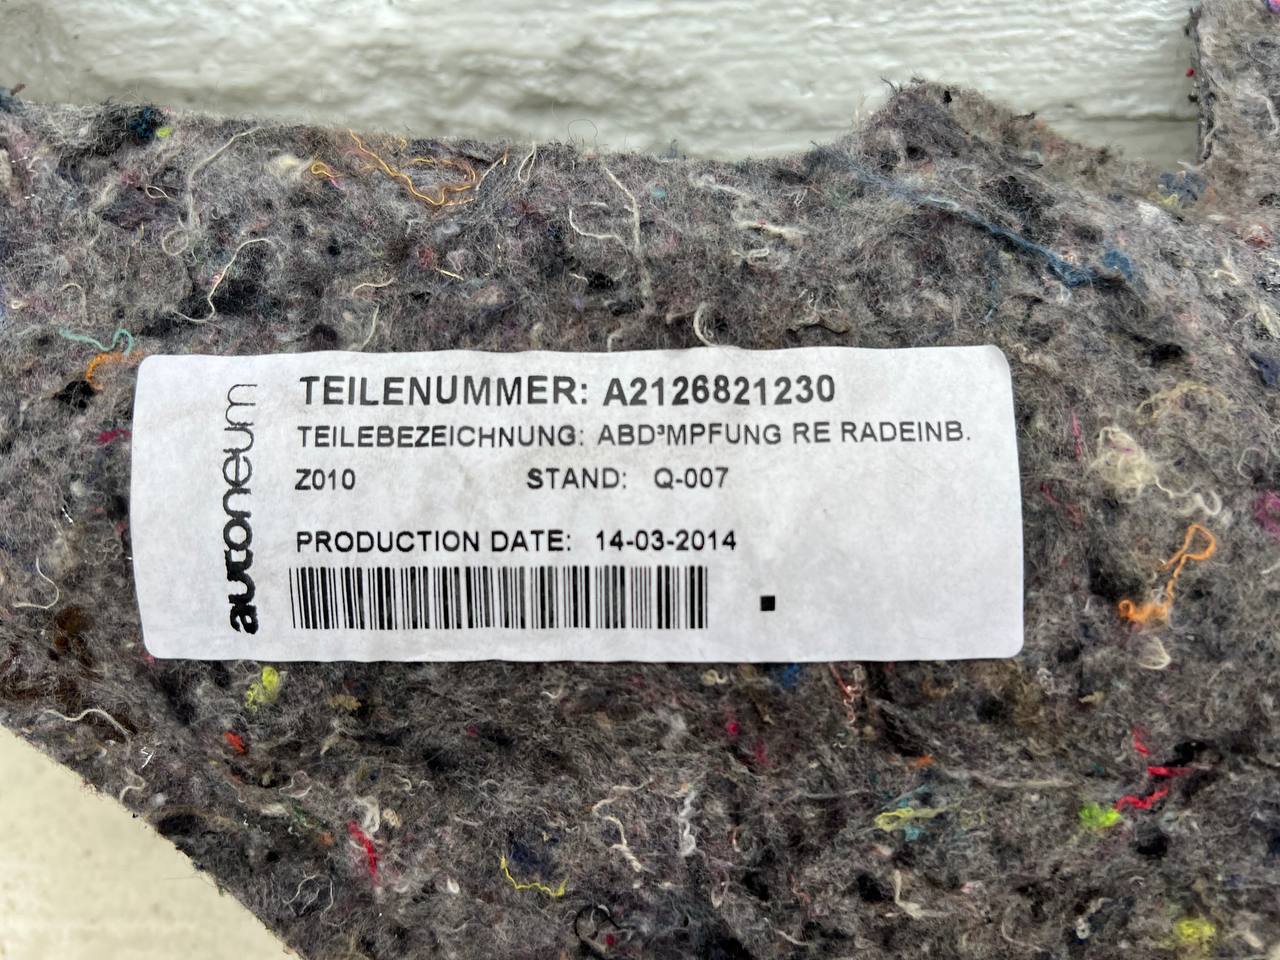 autoneum
TEILENUMMER: A2126821230
TEILEBEZEICHNUNG: ABD³MPFUNG RE RADEINB.
Z010 STAND: Q-007
PRODUCTION DATE: 14-03-2014